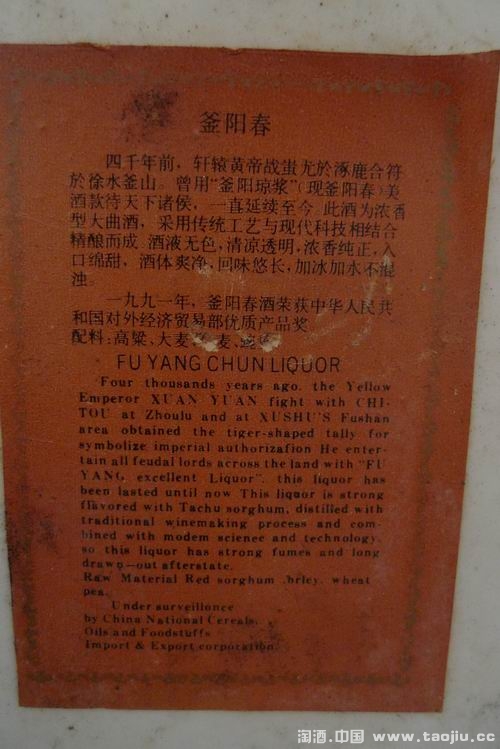 釜阳春
四千年前，轩辕黄帝战蚩尤於涿鹿合符
於徐水釜山。曾用“釜阳琼浆”（现釜阳春）美
酒款待天下诸侯，一直延续至今.此酒为浓香
型大曲酒，采用传统工艺与现代科技相结合
精酿而成.酒液无色，清凉透明，浓香纯正，入
口绵甜，酒体爽净，回味悠长，加冰加水不混
浊。
一九九一年，釜阳春酒荣获中华人民共
和国对外经济贸易部优质产品奖
配料：高粱、大麦、麦、
FU YANG CHUN LIQUOR
Four thousands years ago, the Yellow
Emperor XUAN YUAN fight with CHI-
TOU at Zhoulu and at XUSHU'S Fushan
area obtained the tiger-shaped tally for
symbolize imperial authorizafion He enter-
tain all feudal lords across the land with "FU
YANG excellent Liquor". this liquor has
been lasted until now This liquor is strong
flavored with Tachu sorghum, distilled with
traditional winemaking process and com-
bined with modem science and technology.
so this liquor has strong fumes and long
drawn—out afterstate.
Raw Material Red sorghum .brley. wheat
pea.
Under surveillonce
by China National Cereals.
Oils and Foodstuffs
Import & Export corporation.
淘酒.中国 www.taojiu.cc